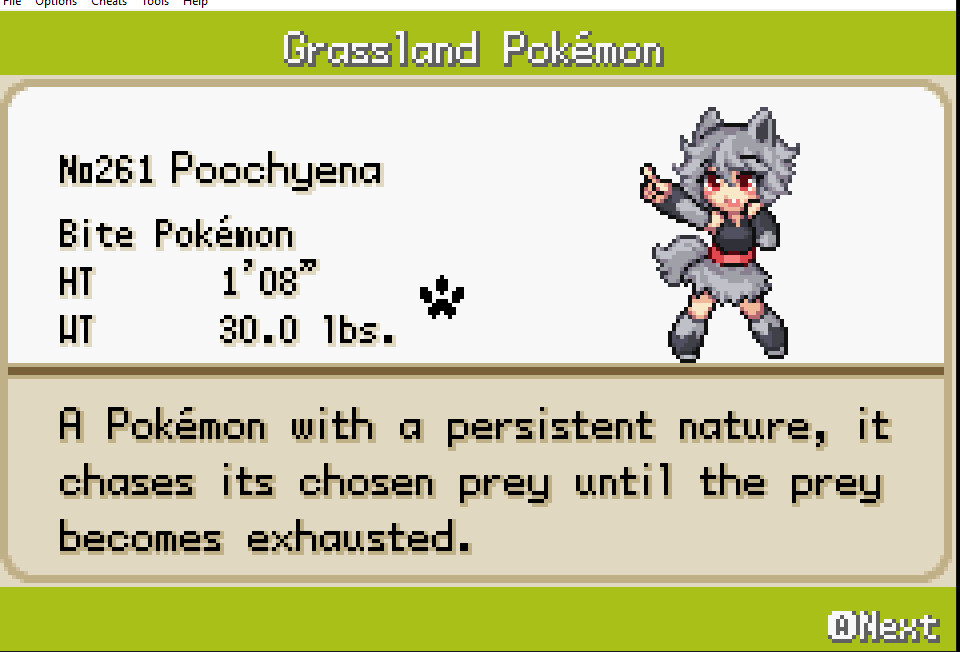 File Options Cheats Tools Help
Grassland Pokémon
No261 Poochyena
Bite Pokémon
HT 1'08"
WT 30.0 lbs.
A Pokémon with a persistent nature, it
chases its chosen prey until the prey
becomes exhausted.
A Next